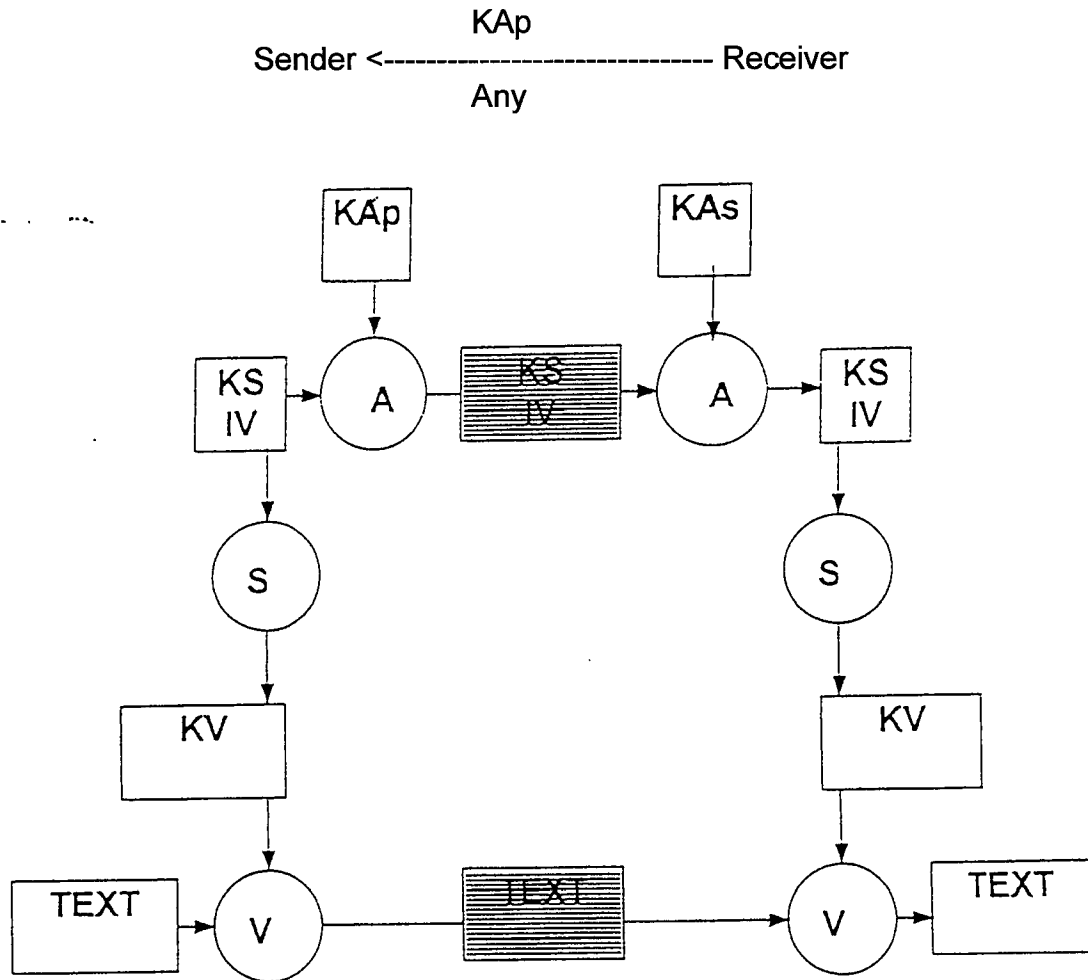 KAp
Sender <------------------------------ Receiver
Any
KAp
KAs
KS
IV
A
KS
IV
A
KS
IV
S
S
KV
KV
TEXT
V
TEXT
V
TEXT